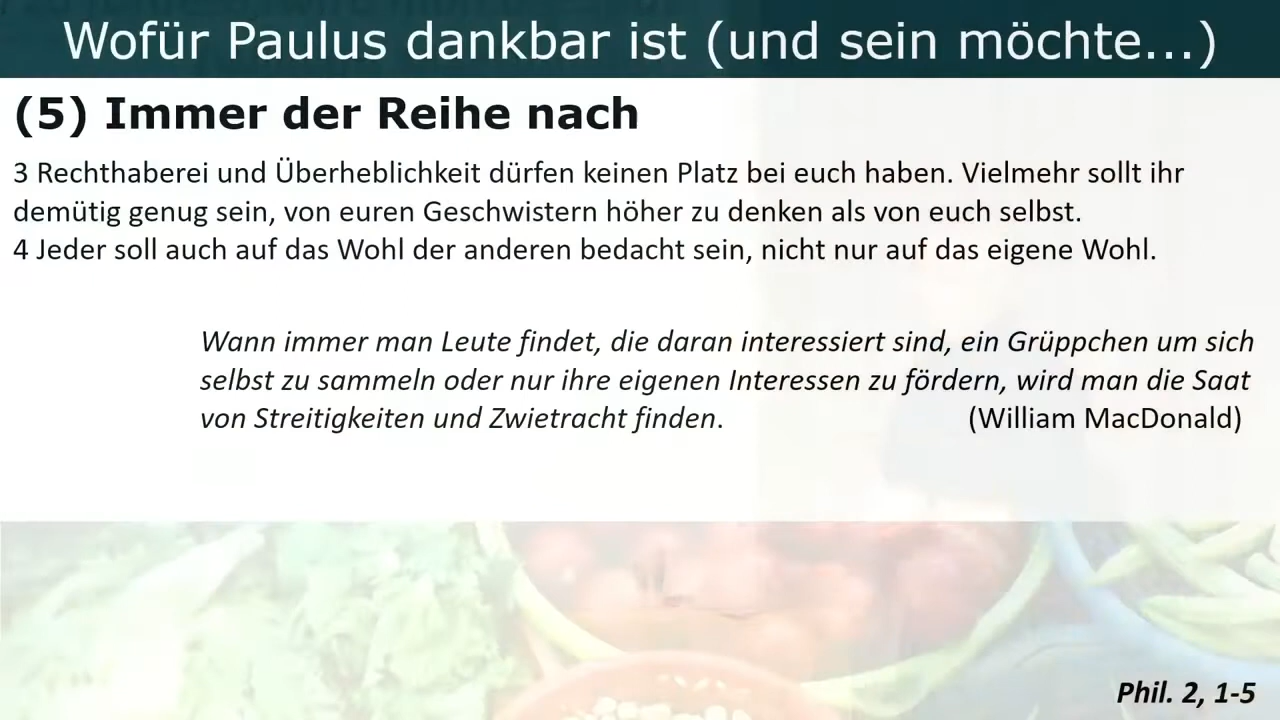 Wofür Paulus dankbar ist (und sein möchte...)
(5) Immer der Reihe nach
3 Rechthaberei und Überheblichkeit dürfen keinen Platz bei euch haben. Vielmehr sollt ihr
demütig genug sein, von euren Geschwistern höher zu denken als von euch selbst.
4 Jeder soll auch auf das Wohl der anderen bedacht sein, nicht nur auf das eigene Wohl.
Wann immer man Leute findet, die daran interessiert sind, ein Grüppchen um sich
selbst zu sammeln oder nur ihre eigenen Interessen zu fördern, wird man die Saat
von Streitigkeiten und Zwietracht finden. (William MacDonald)
Phil. 2, 1-5